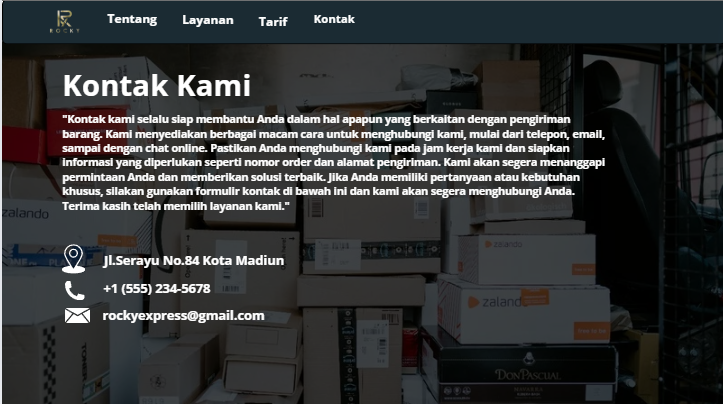 ROCKY
Tentang
Layanan
Tarif
Kontak
Kontak Kami
"Kontak kami selalu siap membantu Anda dalam hal apapun yang berkaitan dengan pengiriman
barang. Kami menyediakan berbagai macam cara untuk menghubungi kami, mulai dari telepon, email,
sampai dengan chat online. Pastikan Anda menghubungi kami pada jam kerja kami dan siapkan
informasi yang diperlukan seperti nomor order dan alamat pengiriman. Kami akan segera menanggapi
permintaan Anda dan memberikan solusi terbaik. Jika Anda memiliki pertanyaan atau kebutuhan
khusus, silakan gunakan formulir kontak di bawah ini dan kami akan segera menghubungi Anda.
Terima kasih telah memilih layanan kami."
zalando
zalando
Jl.Serayu No.84 Kota Madiun
+1 (555) 234-5678
zalando
rockyexpress@gmail.com
DON PASCUAL